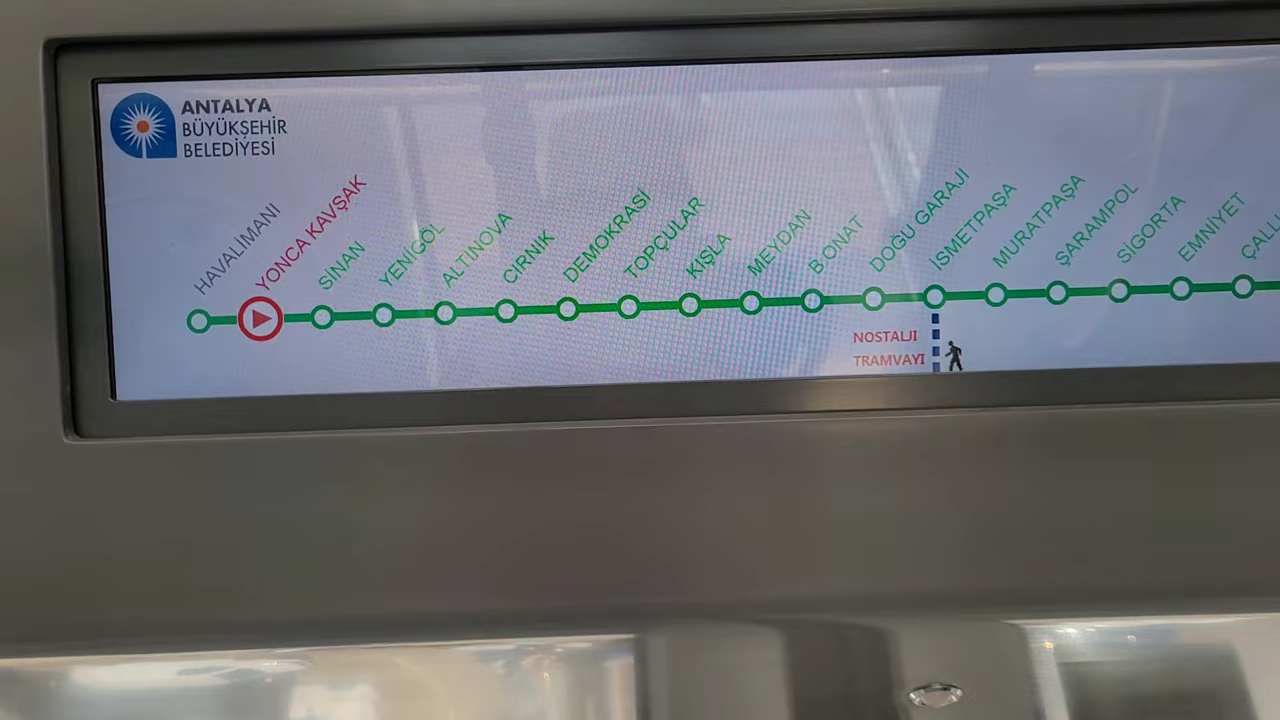 ANTALYA
BÜYÜKŞEHİR
BELEDİYESİ
HAVALİMANI
YONCA KAVŞAK
SİNAN
YENİGÖL
ALTINOVA
CIRNIK
DEMOKRASİ
TOPÇULAR
KIŞLA
MEYDAN
B.ONAT
DOĞU GARAJI
İSMETPAŞA
MURATPAŞA
ŞARAMPOL
SİGORTA
EMNİYET
NOSTALJI
TRAMVAYI